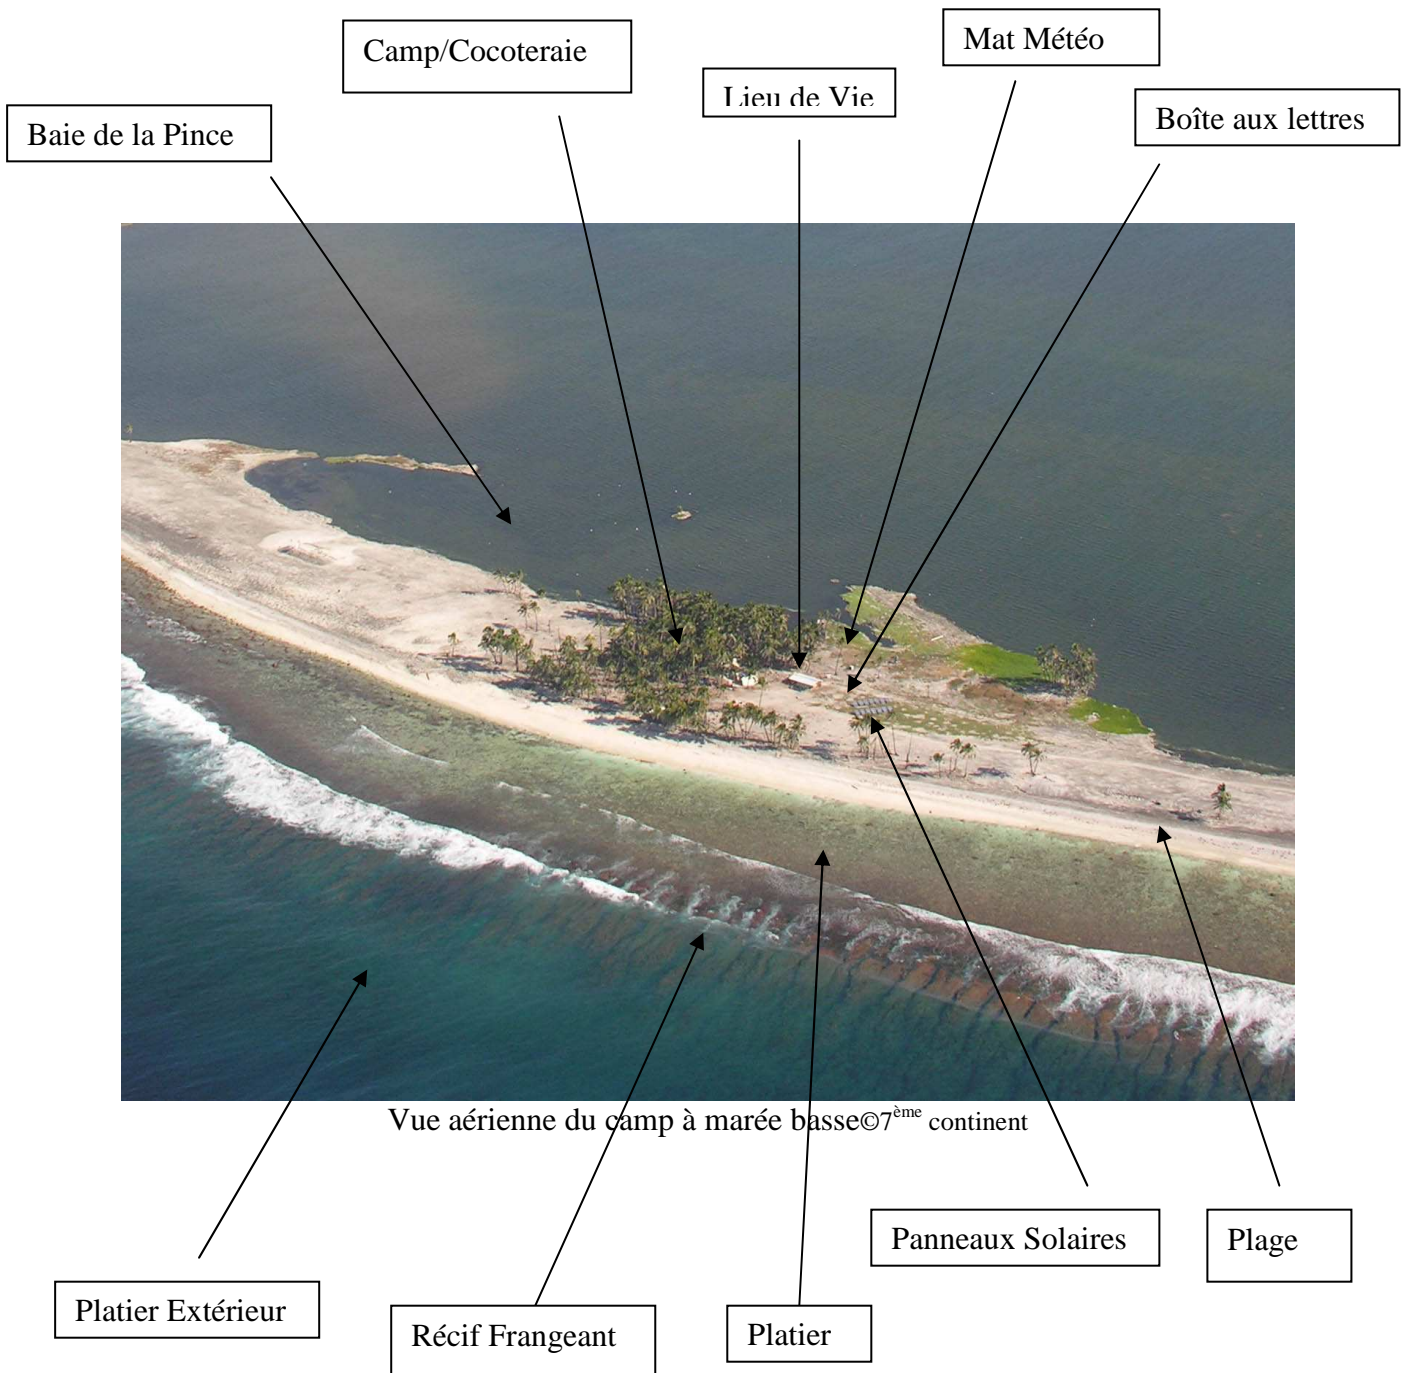 Camp/Cocoteraie
Mat Météo
Lieu de Vie
Boîte aux lettres
Baie de la Pince
Vue aérienne du camp à marée basse©7ème continent
Panneaux Solaires
Plage
Platier Extérieur
Récif Frangeant
Platier